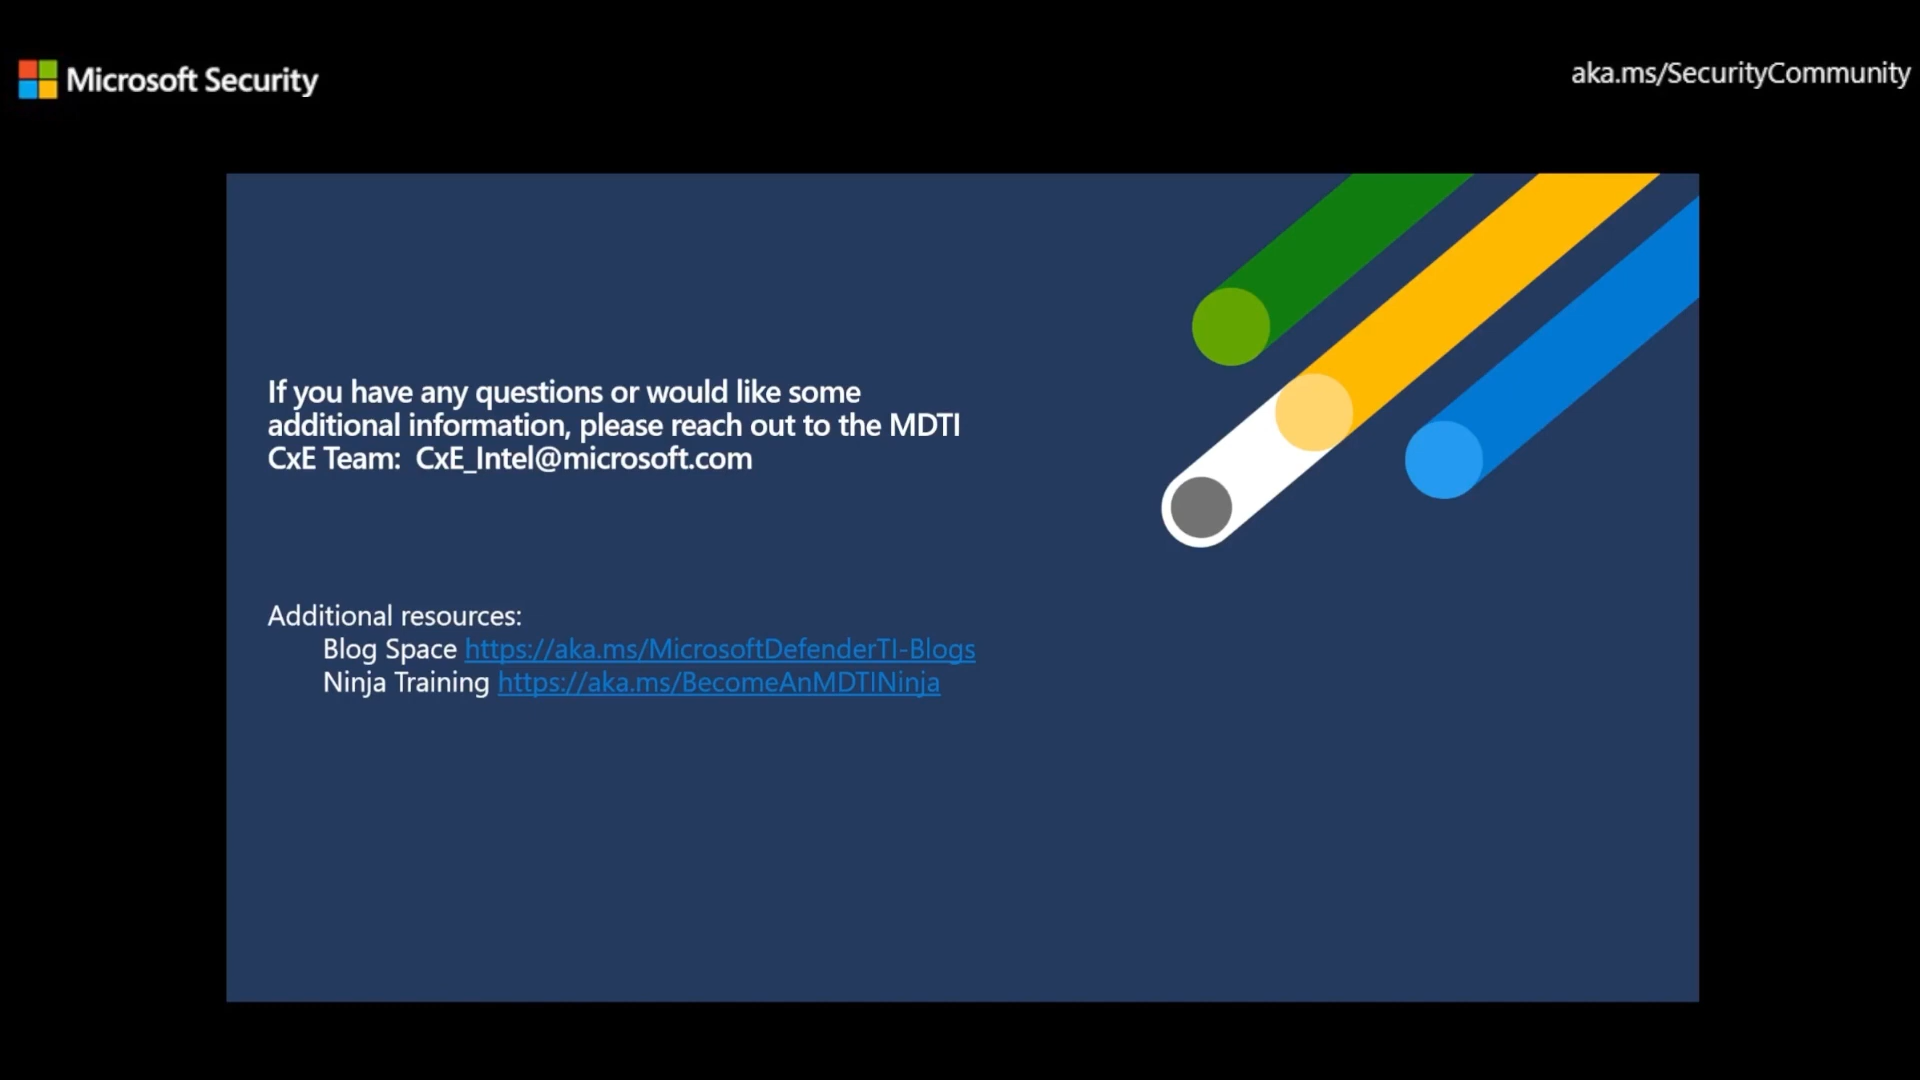 Microsoft Security
aka.ms/SecurityCommunity
If you have any questions or would like some
additional information, please reach out to the MDTI
CxE Team:  CxE_Intel@microsoft.com
Additional resources:
Blog Space https://aka.ms/MicrosoftDefenderTI-Blogs
Ninja Training https://aka.ms/BecomeAnMDTINinja